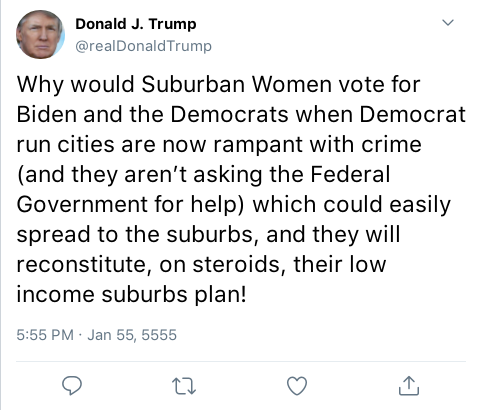 Donald J. Trump
@realDonaldTrump
Why would Suburban Women vote for
Biden and the Democrats when Democrat
run cities are now rampant with crime
(and they aren’t asking the Federal
Government for help) which could easily
spread to the suburbs, and they will
reconstitute, on steroids, their low
income suburbs plan!
5:55 PM · Jan 55, 5555